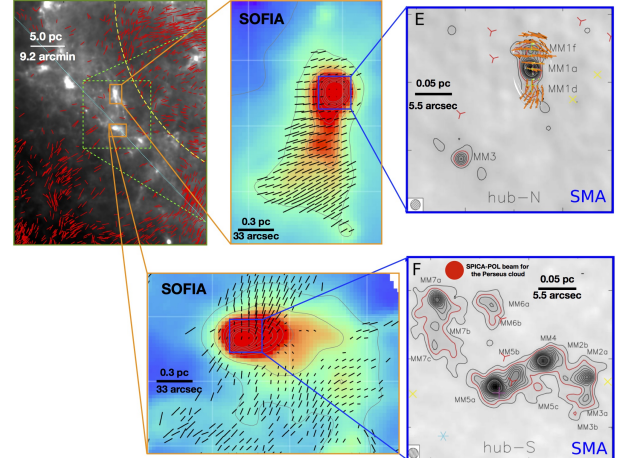 5.0 pc
9.2 arcmin
SOFIA
0.3 pc
33 arcsec
E
MM1f
MM1a
MM1d
0.05 pc
5.5 arcsec
MM3
hub-N
SMA
SOFIA
0.3 pc
33 arcsec
F
SPICA-POL beam for
the Perseus cloud
0.05 pc
5.5 arcsec
MM7a
MM6a
MM6b
MM7b
MM7c
MM5b
MM4
MM2b
MM2a
MM5a
MM5c
MM3a
MM3b
hub-S
SMA